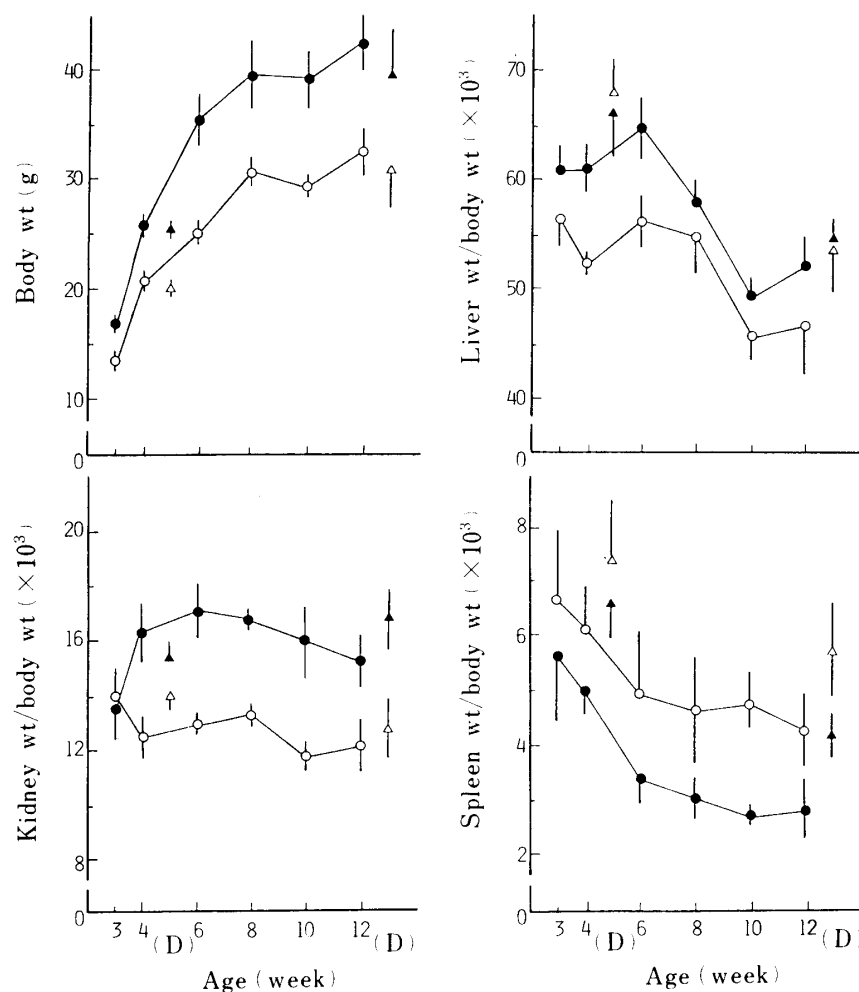 Body wt (g)
40
30
20
10
0
Liver wt/body wt (×10³)
70
60
50
40
0
Kidney wt/body wt (×10³)
20
16
12
8
0
3 4 6 8 10 12
(D) (D)
Age (week)
Spleen wt/body wt (×10³)
8
6
4
2
0
3 4 6 8 10 12
(D) (D)
Age (week)